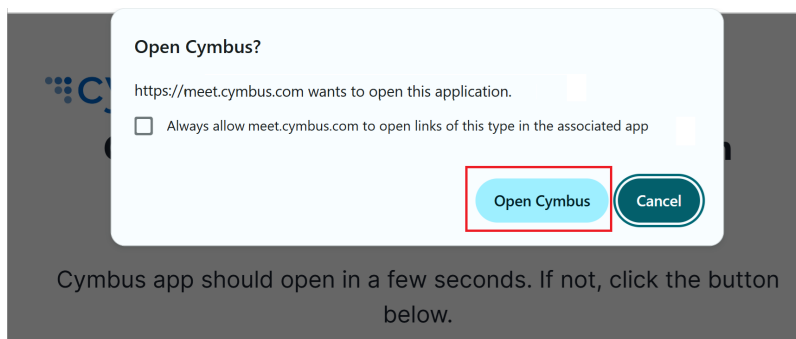 Open Cymbus?
https://meet.cymbus.com wants to open this application.
Always allow meet.cymbus.com to open links of this type in the associated app
Open Cymbus
Cancel
Cymbus app should open in a few seconds. If not, click the button
below.